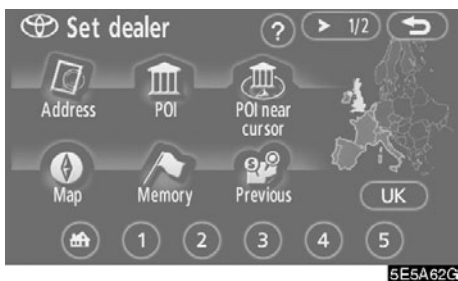 Set dealer
? > 1/2
Address POI POI near cursor
Map Memory Previous
UK
1 2 3 4 5
5E5A62G